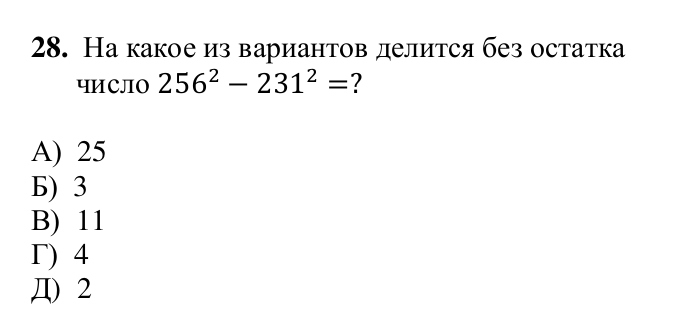 28. На какое из вариантов делится без остатка
число 256² − 231² =?
А) 25
Б) 3
В) 11
Г) 4
Д) 2